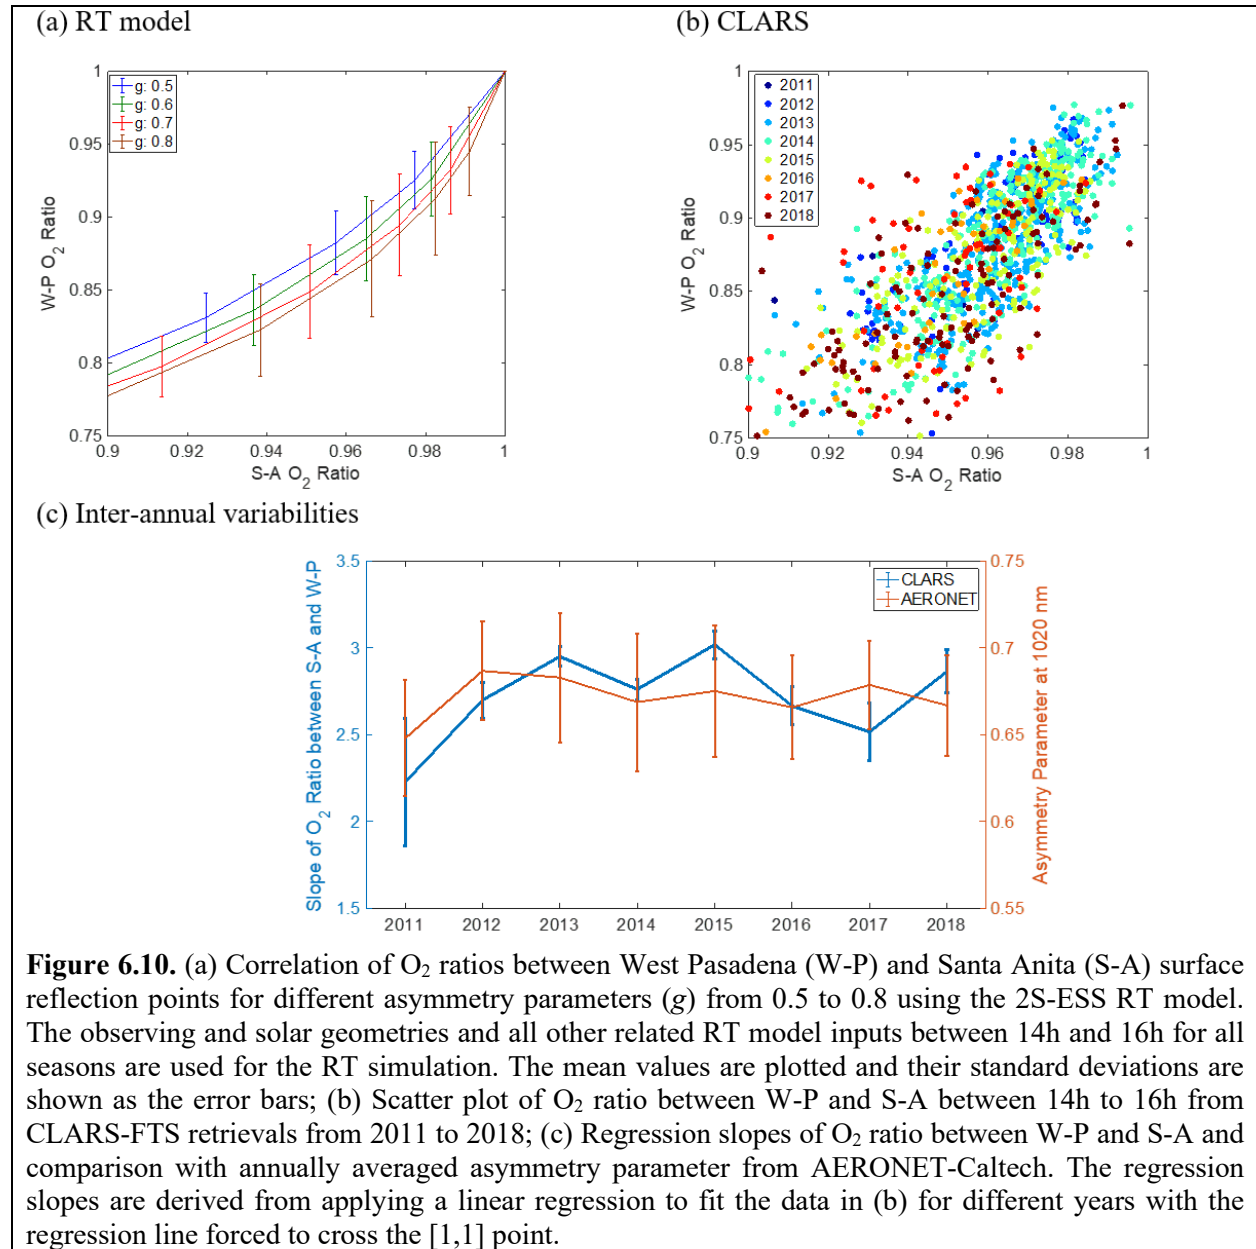 (a) RT model
(b) CLARS
1
0.95
0.9
0.85
0.8
0.75
W-P O2 Ratio
g: 0.5
g: 0.6
g: 0.7
g: 0.8
0.9 0.92 0.94 0.96 0.98 1
S-A O2 Ratio
1
0.95
0.9
0.85
0.8
0.75
W-P O2 Ratio
2011
2012
2013
2014
2015
2016
2017
2018
0.9 0.92 0.94 0.96 0.98 1
S-A O2 Ratio
(c) Inter-annual variabilities
Slope of O2 Ratio between S-A and W-P
3.5
3
2.5
2
1.5
CLARS
AERONET
0.75
0.7
0.65
0.6
0.55
Asymmetry Parameter at 1020 nm
2011 2012 2013 2014 2015 2016 2017 2018
Figure 6.10. (a) Correlation of O2 ratios between West Pasadena (W-P) and Santa Anita (S-A) surface
reflection points for different asymmetry parameters (g) from 0.5 to 0.8 using the 2S-ESS RT model.
The observing and solar geometries and all other related RT model inputs between 14h and 16h for all
seasons are used for the RT simulation. The mean values are plotted and their standard deviations are
shown as the error bars; (b) Scatter plot of O2 ratio between W-P and S-A between 14h to 16h from
CLARS-FTS retrievals from 2011 to 2018; (c) Regression slopes of O2 ratio between W-P and S-A and
comparison with annually averaged asymmetry parameter from AERONET-Caltech. The regression
slopes are derived from applying a linear regression to fit the data in (b) for different years with the
regression line forced to cross the [1,1] point.